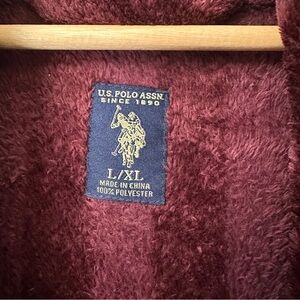 U.S. POLO ASSN.
SINCE 1890
L/XL
MADE IN CHINA
100% POLYESTER